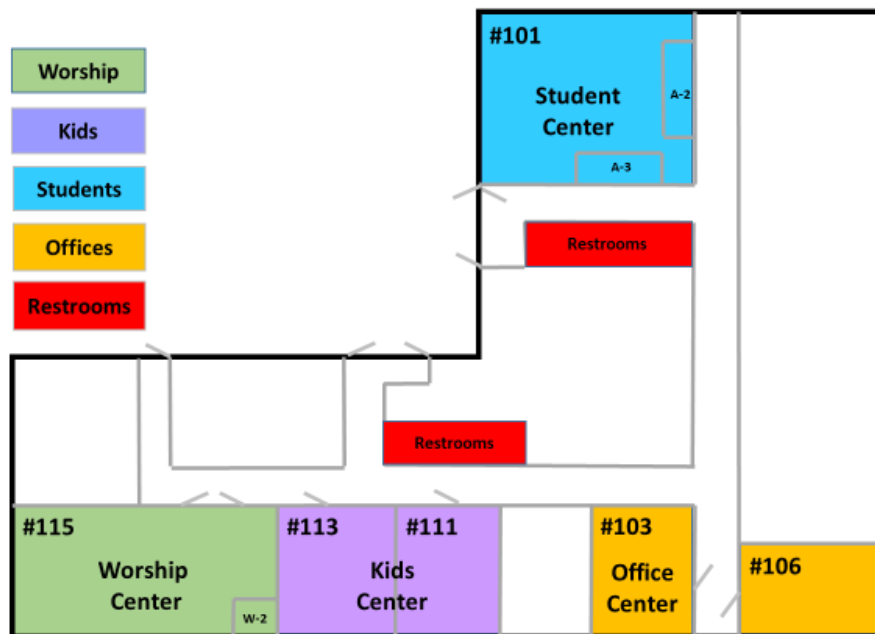 Worship
Kids
Students
Offices
Restrooms
#101
Student
Center
A-2
A-3
Restrooms
Restrooms
#115
Worship
Center
W-2
#113
#111
Kids
Center
#103
Office
Center
#106